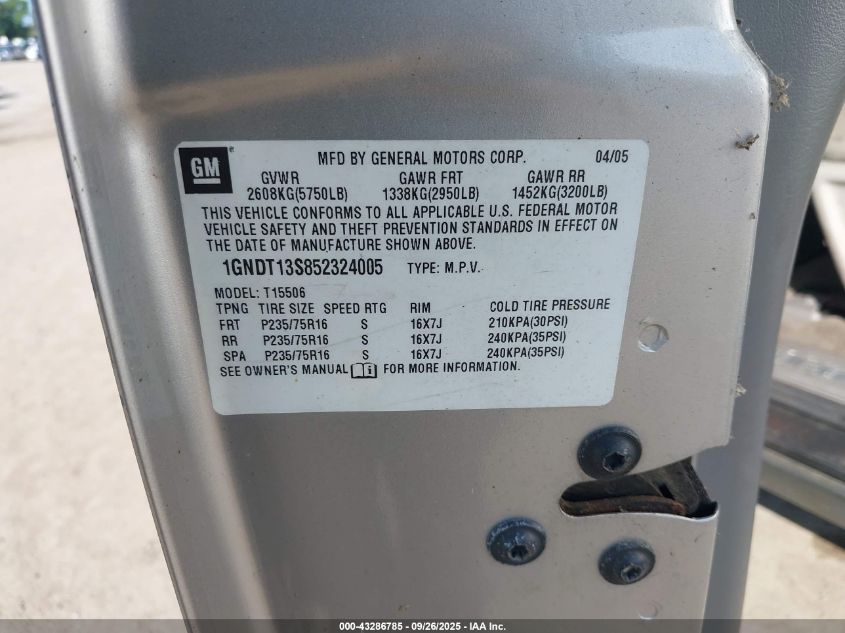 GM MFD BY GENERAL MOTORS CORP. 04/05
GVWR GAWR FRT GAWR RR
2608KG(5750LB) 1338KG(2950LB) 1452KG(3200LB)
THIS VEHICLE CONFORMS TO ALL APPLICABLE U.S. FEDERAL MOTOR
VEHICLE SAFETY AND THEFT PREVENTION STANDARDS IN EFFECT ON
THE DATE OF MANUFACTURE SHOWN ABOVE.
1GNDT13S852324005 TYPE: M.P.V.
MODEL: T15506
TPNG TIRE SIZE SPEED RTG RIM COLD TIRE PRESSURE
FRT P235/75R16 S 16X7J 210KPA(30PSI)
RR P235/75R16 S 16X7J 240KPA(35PSI)
SPA P235/75R16 S 16X7J 240KPA(35PSI)
SEE OWNER'S MANUAL FOR MORE INFORMATION.
000-43286785 - 09/26/2025 - IAA Inc.